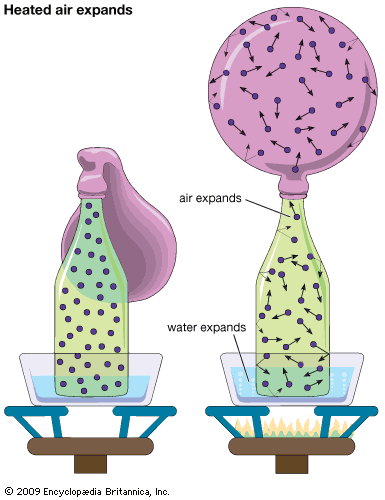 Heated air expands
air expands
water expands
© 2009 Encyclopædia Britannica, Inc.